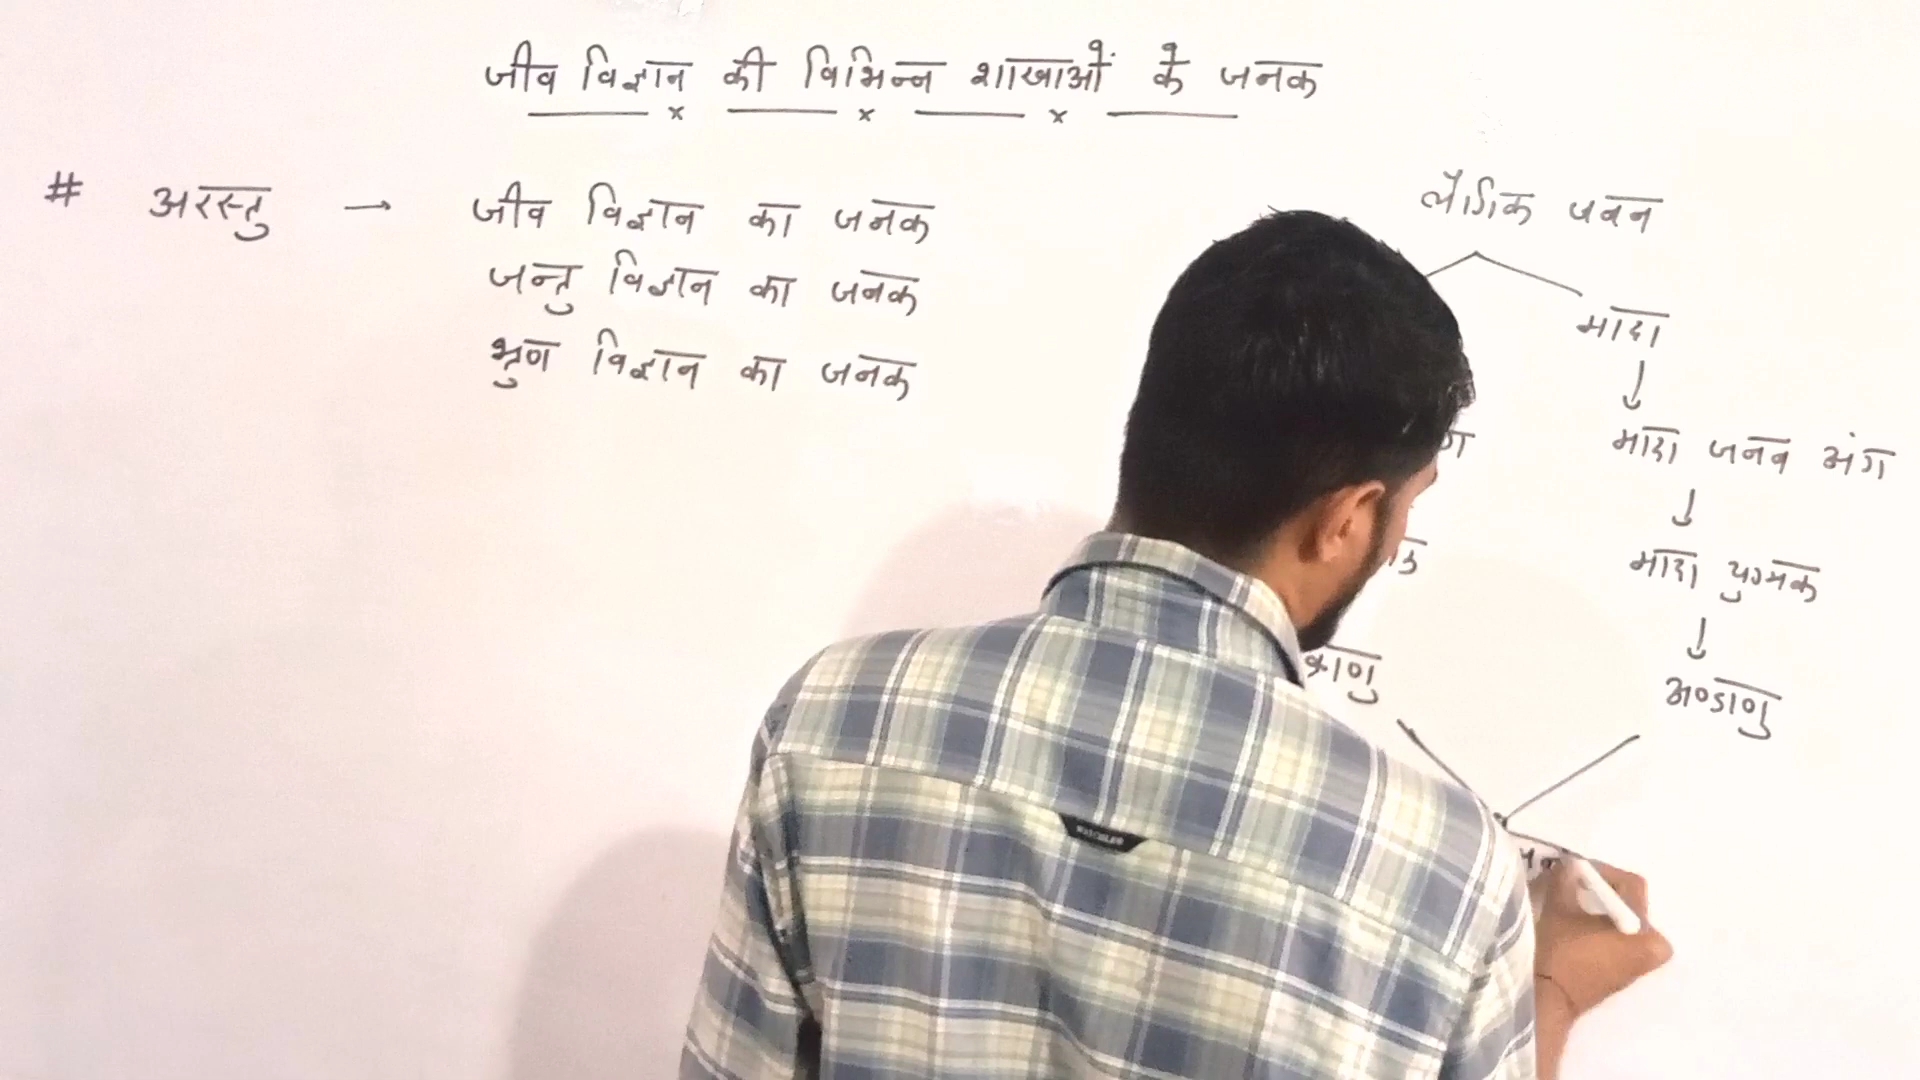 जीव विज्ञान की विभिन्न शाखाओं के जनक
# अरस्तु → जीव विज्ञान का जनक
जन्तु विज्ञान का जनक
भ्रुण विज्ञान का जनक
लैंगिक जनन
मादा
मादा जनन अंग
मादा युग्मक
अण्डाणु